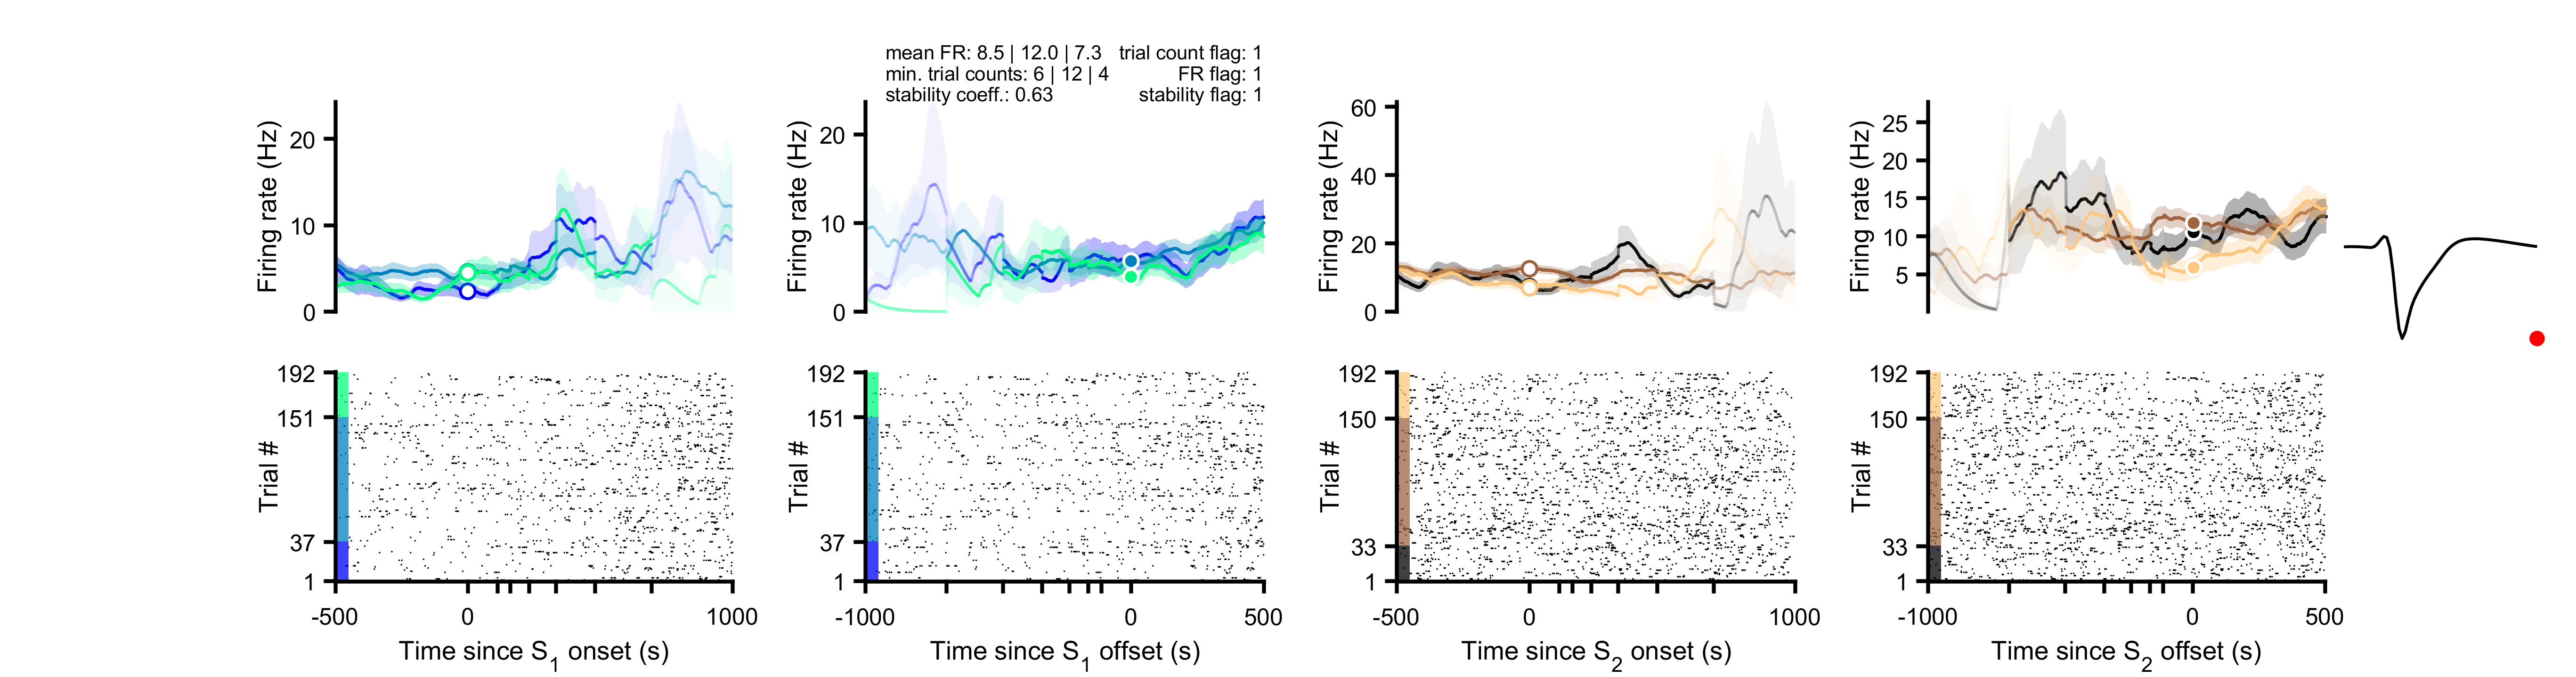 mean FR: 8.5 | 12.0 | 7.3 trial count flag: 1
min. trial counts: 6 | 12 | 4 FR flag: 1
stability coeff.: 0.63 stability flag: 1
Firing rate (Hz)
20
10
0
Firing rate (Hz)
20
10
0
Firing rate (Hz)
60
40
20
0
Firing rate (Hz)
25
20
15
10
5
Trial #
192
151
37
1
-500 0 1000
Time since S1 onset (s)
Trial #
192
151
37
1
-1000 0 500
Time since S1 offset (s)
Trial #
192
150
33
1
-500 0 1000
Time since S2 onset (s)
Trial #
192
150
33
1
-1000 0 500
Time since S2 offset (s)